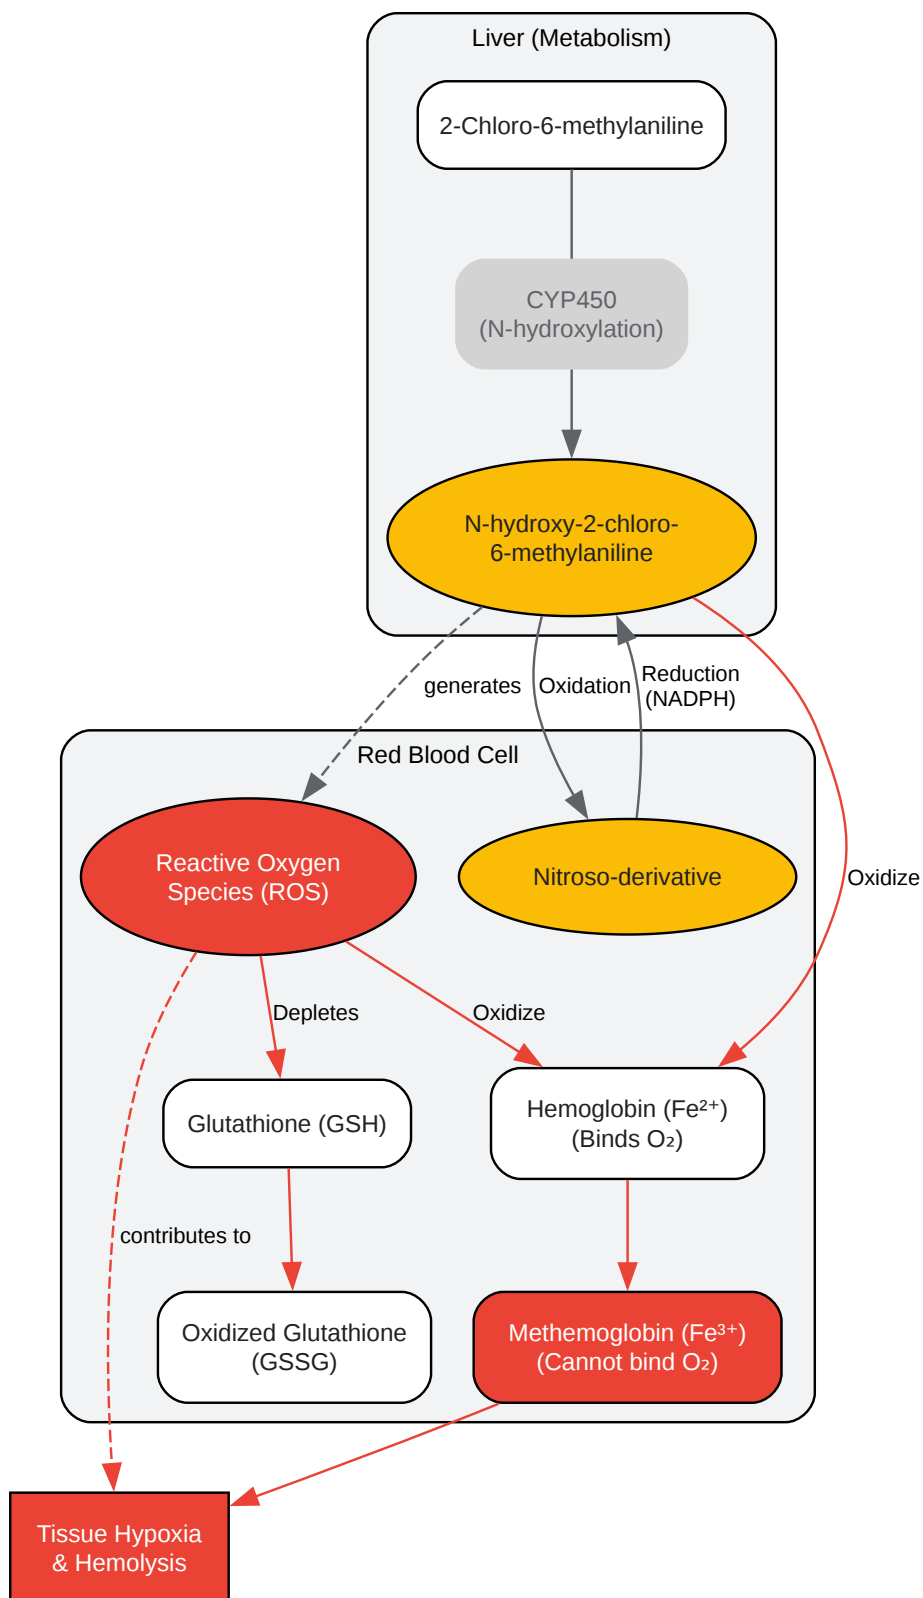 Liver (Metabolism)
2-Chloro-6-methylaniline
CYP450
(N-hydroxylation)
N-hydroxy-2-chloro-
6-methylaniline
generates
Oxidation
Reduction
(NADPH)
Red Blood Cell
Reactive Oxygen
Species (ROS)
Nitroso-derivative
Oxidize
Depletes
Oxidize
Glutathione (GSH)
Hemoglobin (Fe²⁺)
(Binds O₂)
contributes to
Oxidized Glutathione
(GSSG)
Methemoglobin (Fe³⁺)
(Cannot bind O₂)
Tissue Hypoxia
& Hemolysis